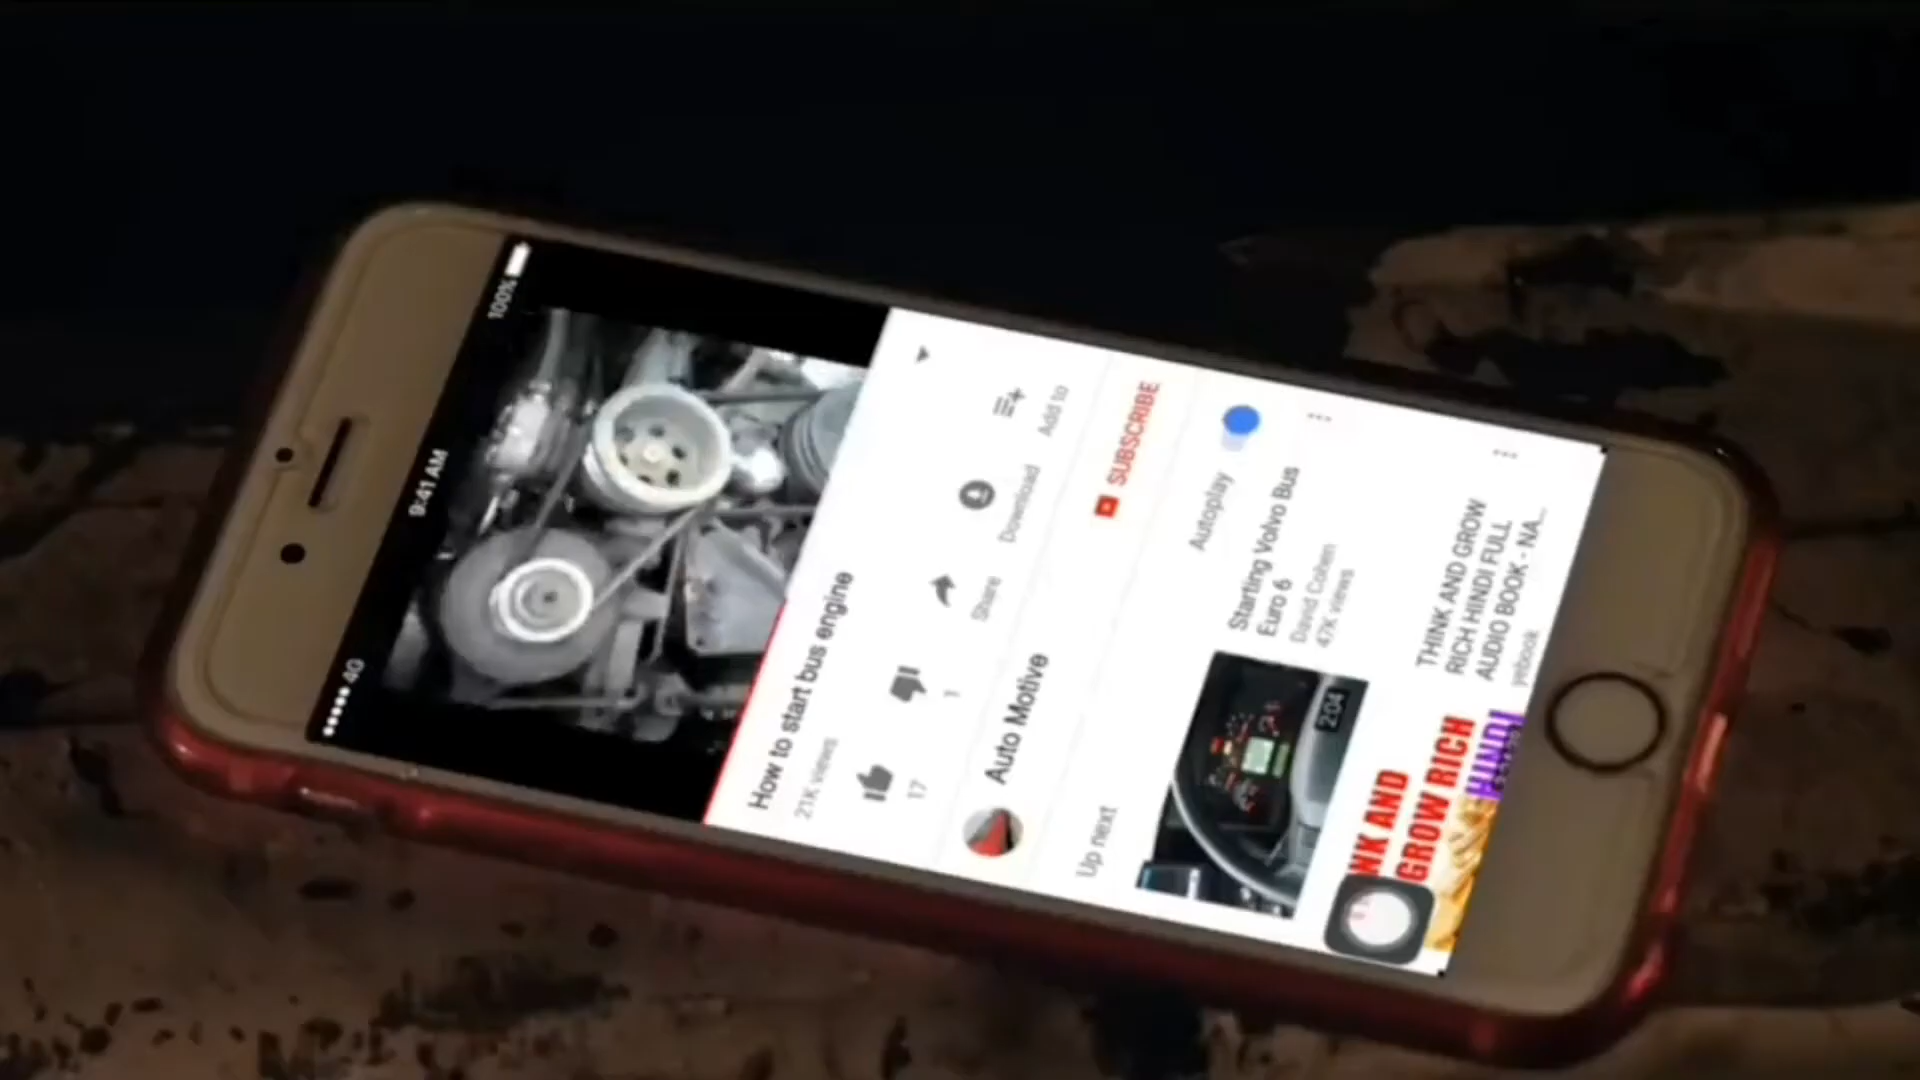 4G
9:41 AM
100%
How to start bus engine
21K views
17
1
Share
Download
Add to
Auto Motive
SUBSCRIBE
Up next
Autoplay
Starting Volvo Bus
Euro 6
David Cohen
47K views
2:04
THINK AND GROW
RICH HINDI FULL
AUDIO BOOK - NA...
yebook
NK AND
GROW RICH
HINDI